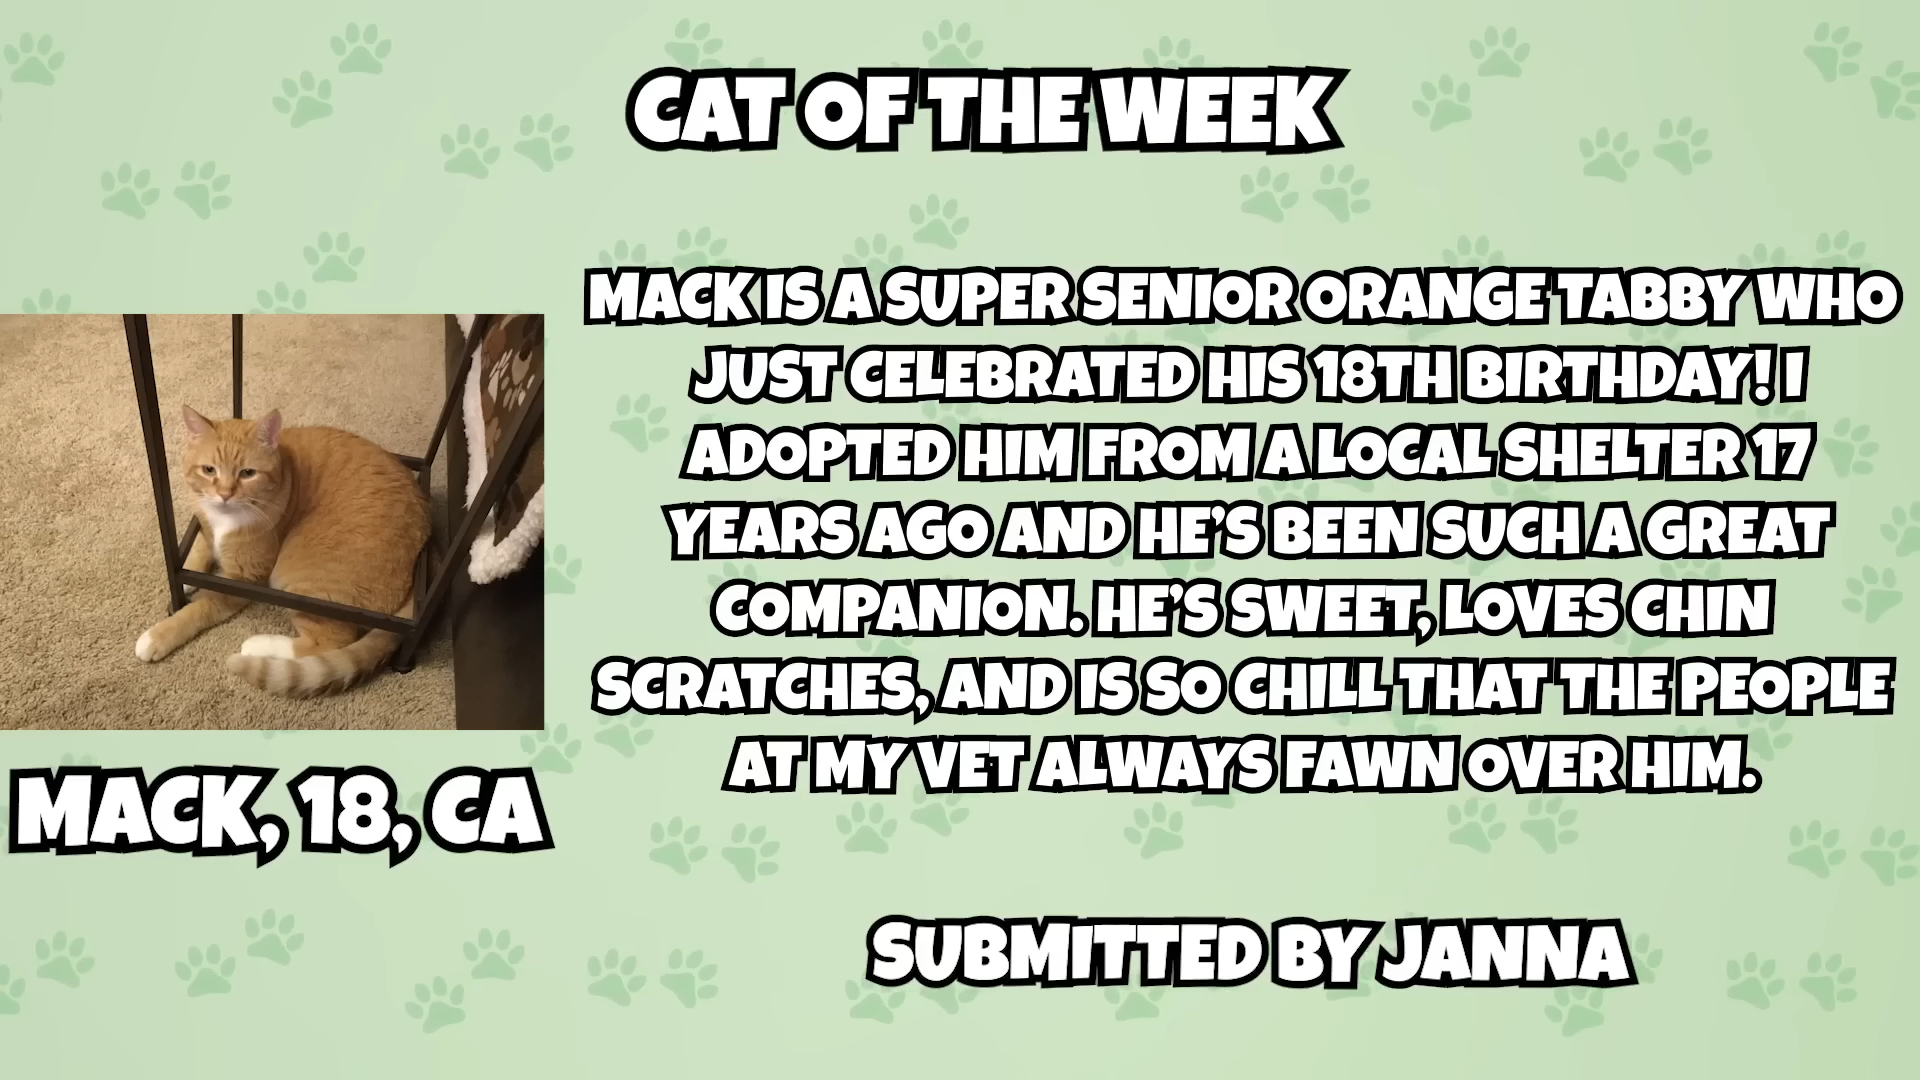 CAT OF THE WEEK
MACK IS A SUPER SENIOR ORANGE TABBY WHO
JUST CELEBRATED HIS 18TH BIRTHDAY! I
ADOPTED HIM FROM A LOCAL SHELTER 17
YEARS AGO AND HE'S BEEN SUCH A GREAT
COMPANION. HE'S SWEET, LOVES CHIN
SCRATCHES, AND IS SO CHILL THAT THE PEOPLE
AT MY VET ALWAYS FAWN OVER HIM.
MACK, 18, CA
SUBMITTED BY JANNA